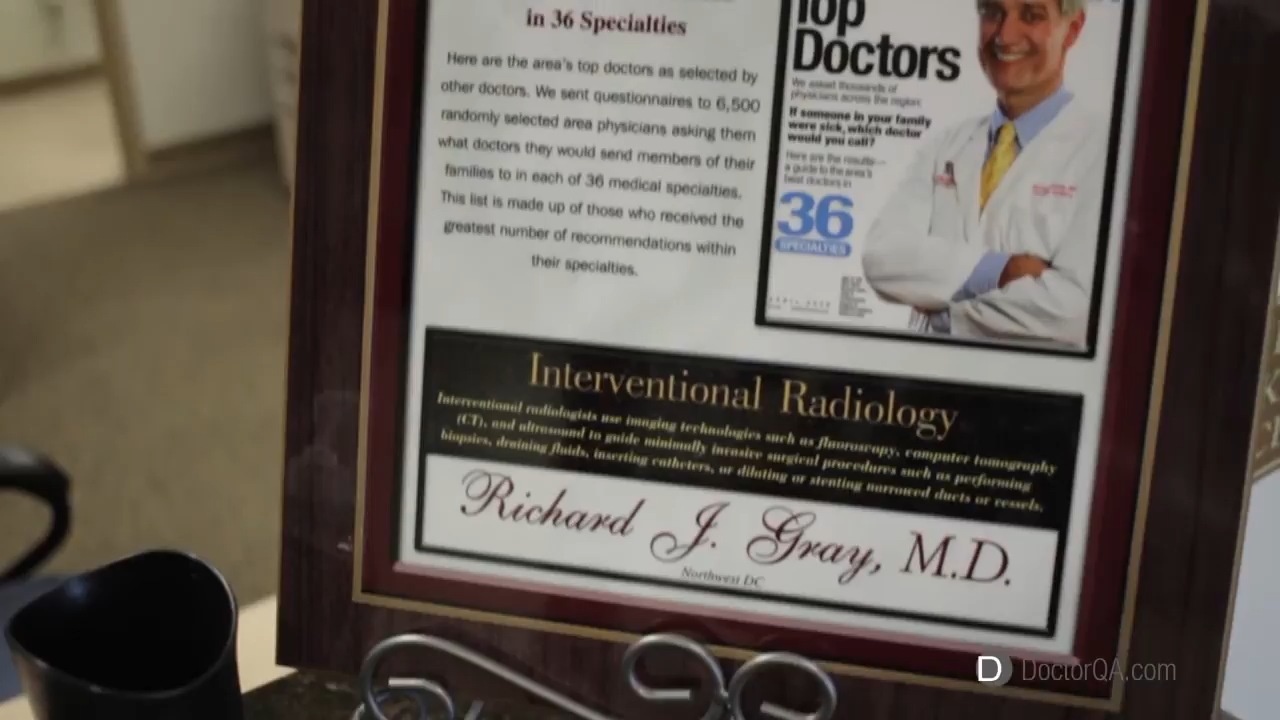 in 36 Specialties
Here are the area's top doctors as selected by
other doctors. We sent questionnaires to 6,500
randomly selected area physicians asking them
what doctors they would send members of their
families to in each of 36 medical specialties.
This list is made up of those who received the
greatest number of recommendations within
their specialties.
Top
Doctors
We asked thousands of
physicians across the region:
If someone in your family
were sick, which doctor
would you call?
Here are the results—
a guide to the area's
best doctors in
36
SPECIALTIES
Interventional Radiology
Interventional radiologists use imaging technologies such as fluoroscopy, computer tomography
(CT), and ultrasound to guide minimally invasive surgical procedures such as performing
biopsies, draining fluids, inserting catheters, or dilating or stenting narrowed ducts or vessels.
Richard J. Gray, M.D.
Northwest DC
D DoctorQA.com